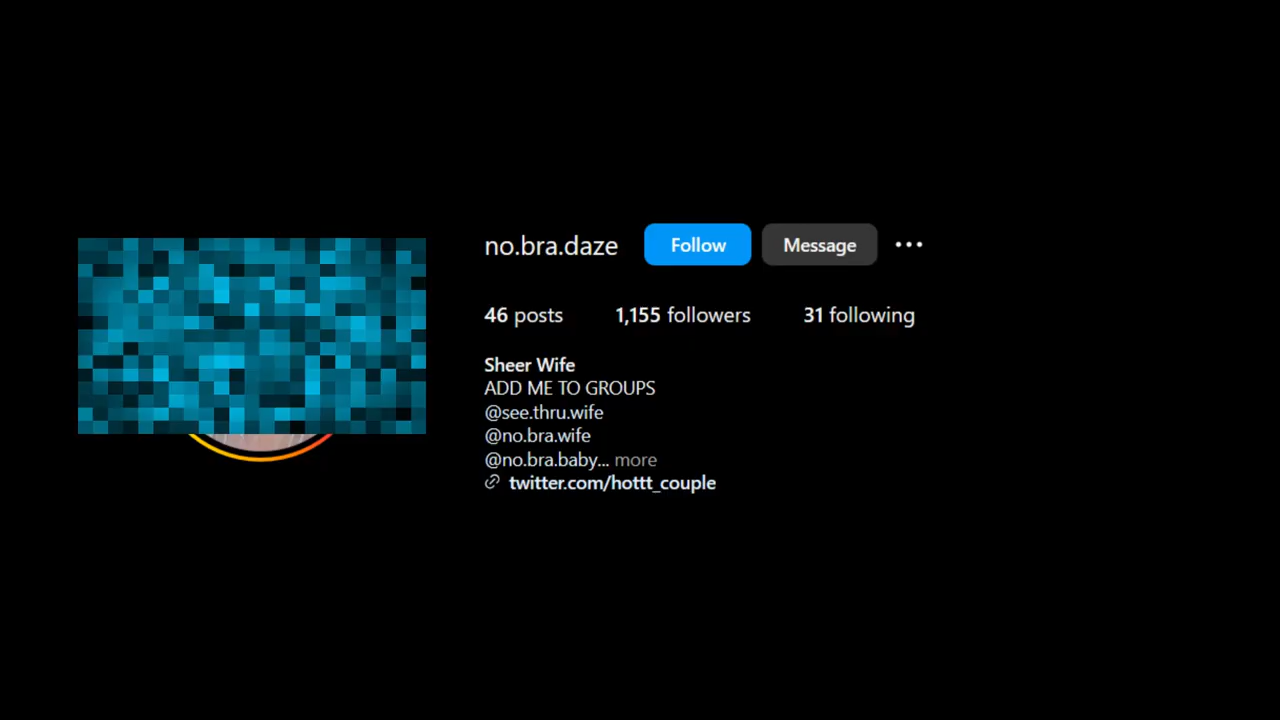 no.bra.daze Follow Message
46 posts 1,155 followers 31 following
Sheer Wife
ADD ME TO GROUPS
@see.thru.wife
@no.bra.wife
@no.bra.baby... more
twitter.com/hottt_couple